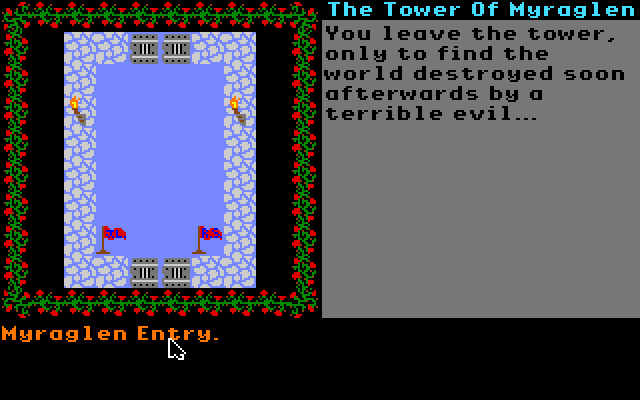 The Tower Of Myraglen
You leave the tower,
only to find the
world destroyed soon
afterwards by a
terrible evil...
Myraglen Entry.